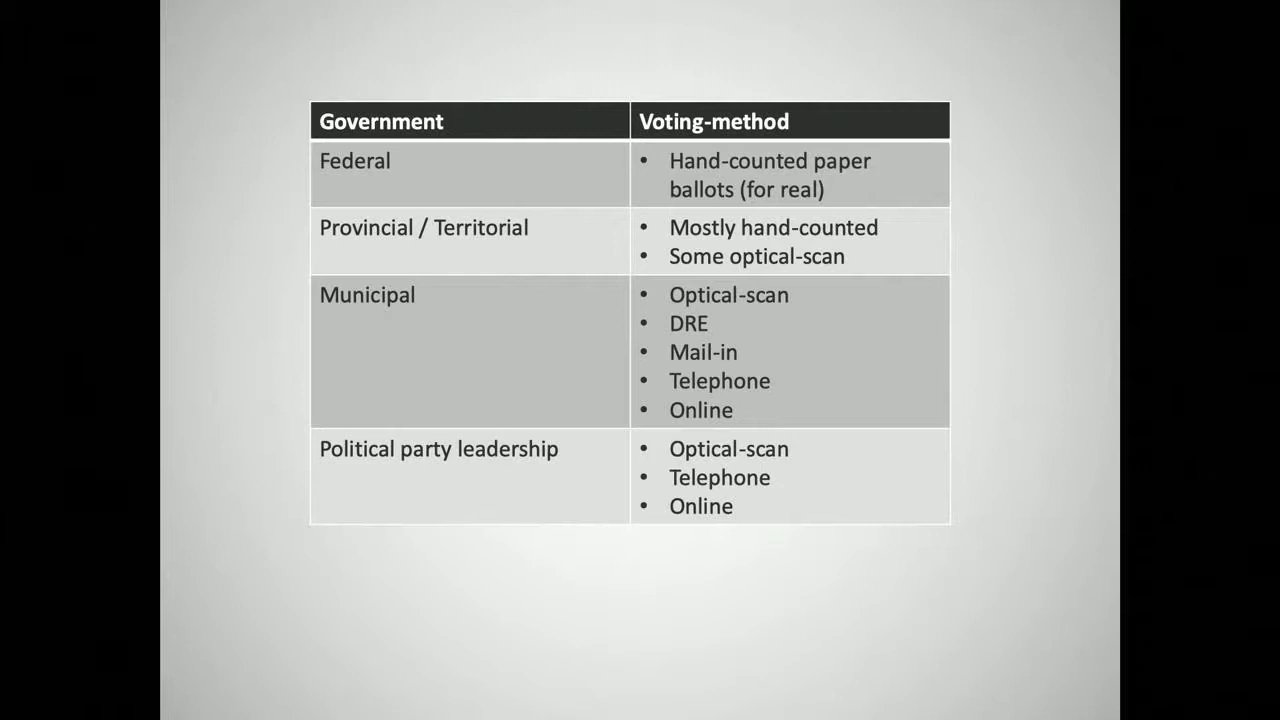 Government Voting-method
Federal
• Hand-counted paper
ballots (for real)
Provincial / Territorial
• Mostly hand-counted
• Some optical-scan
Municipal
• Optical-scan
• DRE
• Mail-in
• Telephone
• Online
Political party leadership
• Optical-scan
• Telephone
• Online